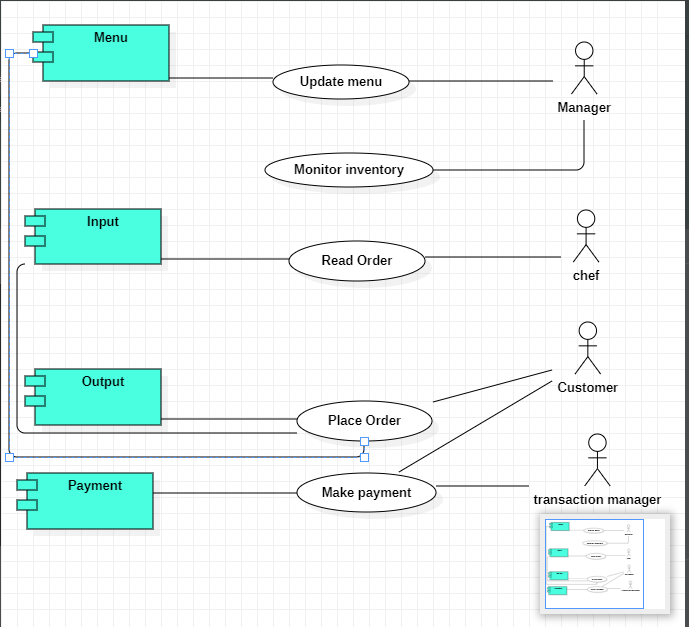 Menu
Update menu
Manager
Monitor inventory
Input
Read Order
chef
Output
Customer
Place Order
Payment
Make payment
transaction manager